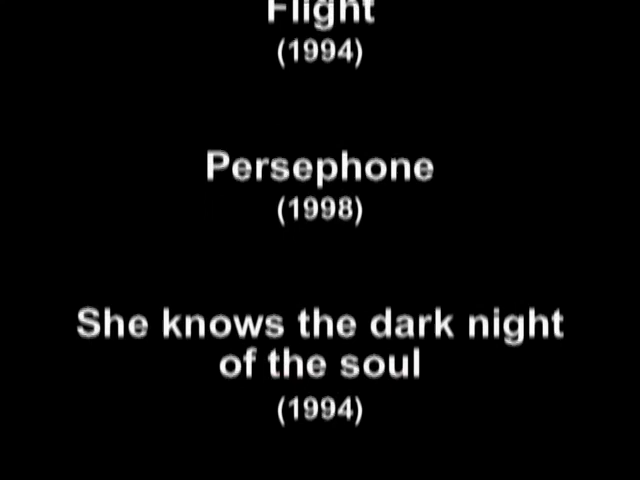 Flight
(1994)
Persephone
(1998)
She knows the dark night
of the soul
(1994)